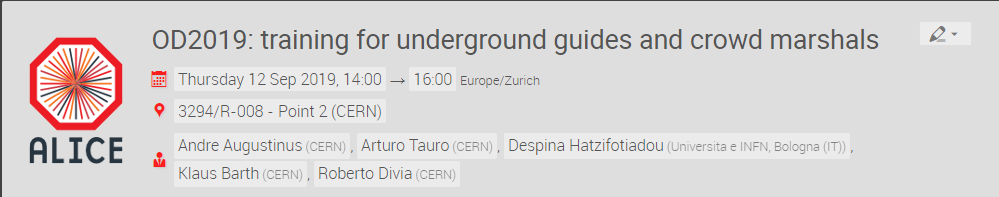 OD2019: training for underground guides and crowd marshals
Thursday 12 Sep 2019, 14:00 → 16:00 Europe/Zurich
3294/R-008 - Point 2 (CERN)
Andre Augustinus (CERN) , Arturo Tauro (CERN) , Despina Hatzifotiadou (Universita e INFN, Bologna (IT)) ,
Klaus Barth (CERN) , Roberto Divia (CERN)
ALICE